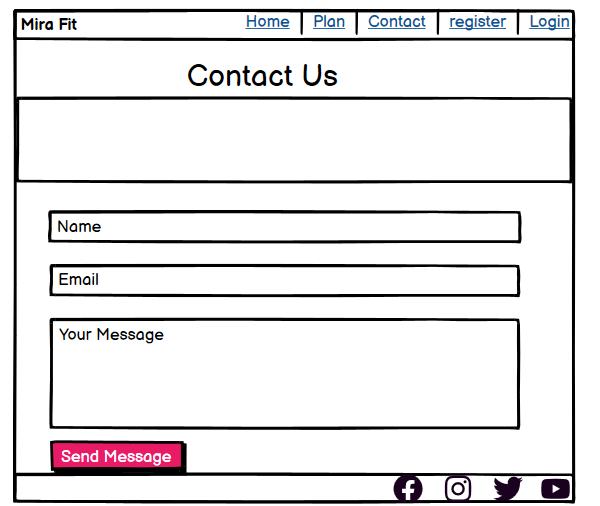 Mira Fit Home Plan Contact register Login
Contact Us
Name
Email
Your Message
Send Message